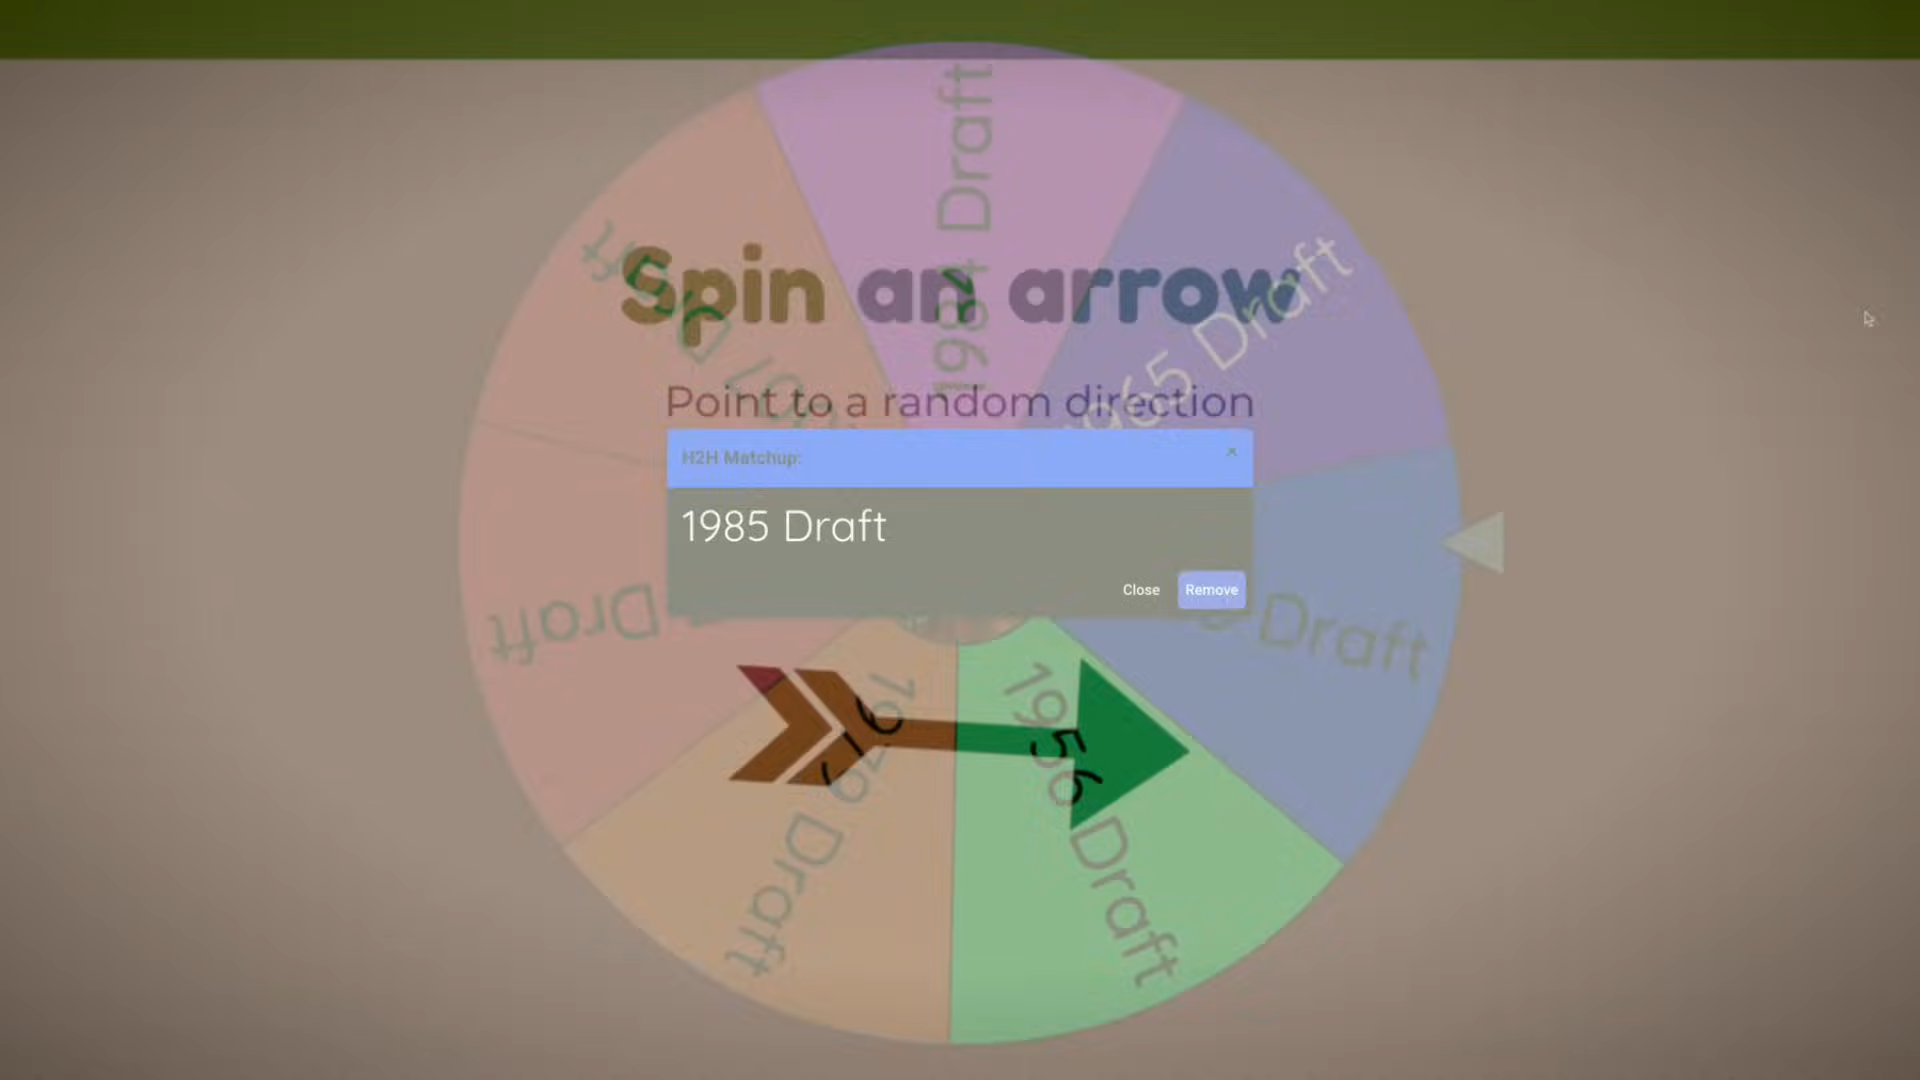 1984 Draft
Spin an arrow
1965 Draft
Point to a random direction
H2H Matchup:
1985 Draft
Close
Remove
Draft
Draft
1979 Draft
1956 Draft